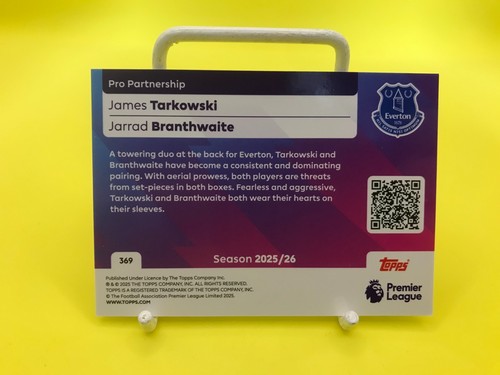 Pro Partnership
James Tarkowski
Jarrad Branthwaite
Everton
A towering duo at the back for Everton, Tarkowski and
Branthwaite have become a consistent and dominating
pairing. With aerial prowess, both players are threats
from set-pieces in both boxes. Fearless and aggressive,
Tarkowski and Branthwaite both wear their hearts on
their sleeves.
369
Season 2025/26
Topps
Published Under Licence by The Topps Company Inc.
® & © 2025 THE TOPPS COMPANY, INC. ALL RIGHTS RESERVED.
TOPPS IS A REGISTERED TRADEMARK OF THE TOPPS COMPANY, INC.
© The Football Association Premier League Limited 2025.
WWW.TOPPS.COM
Premier
League